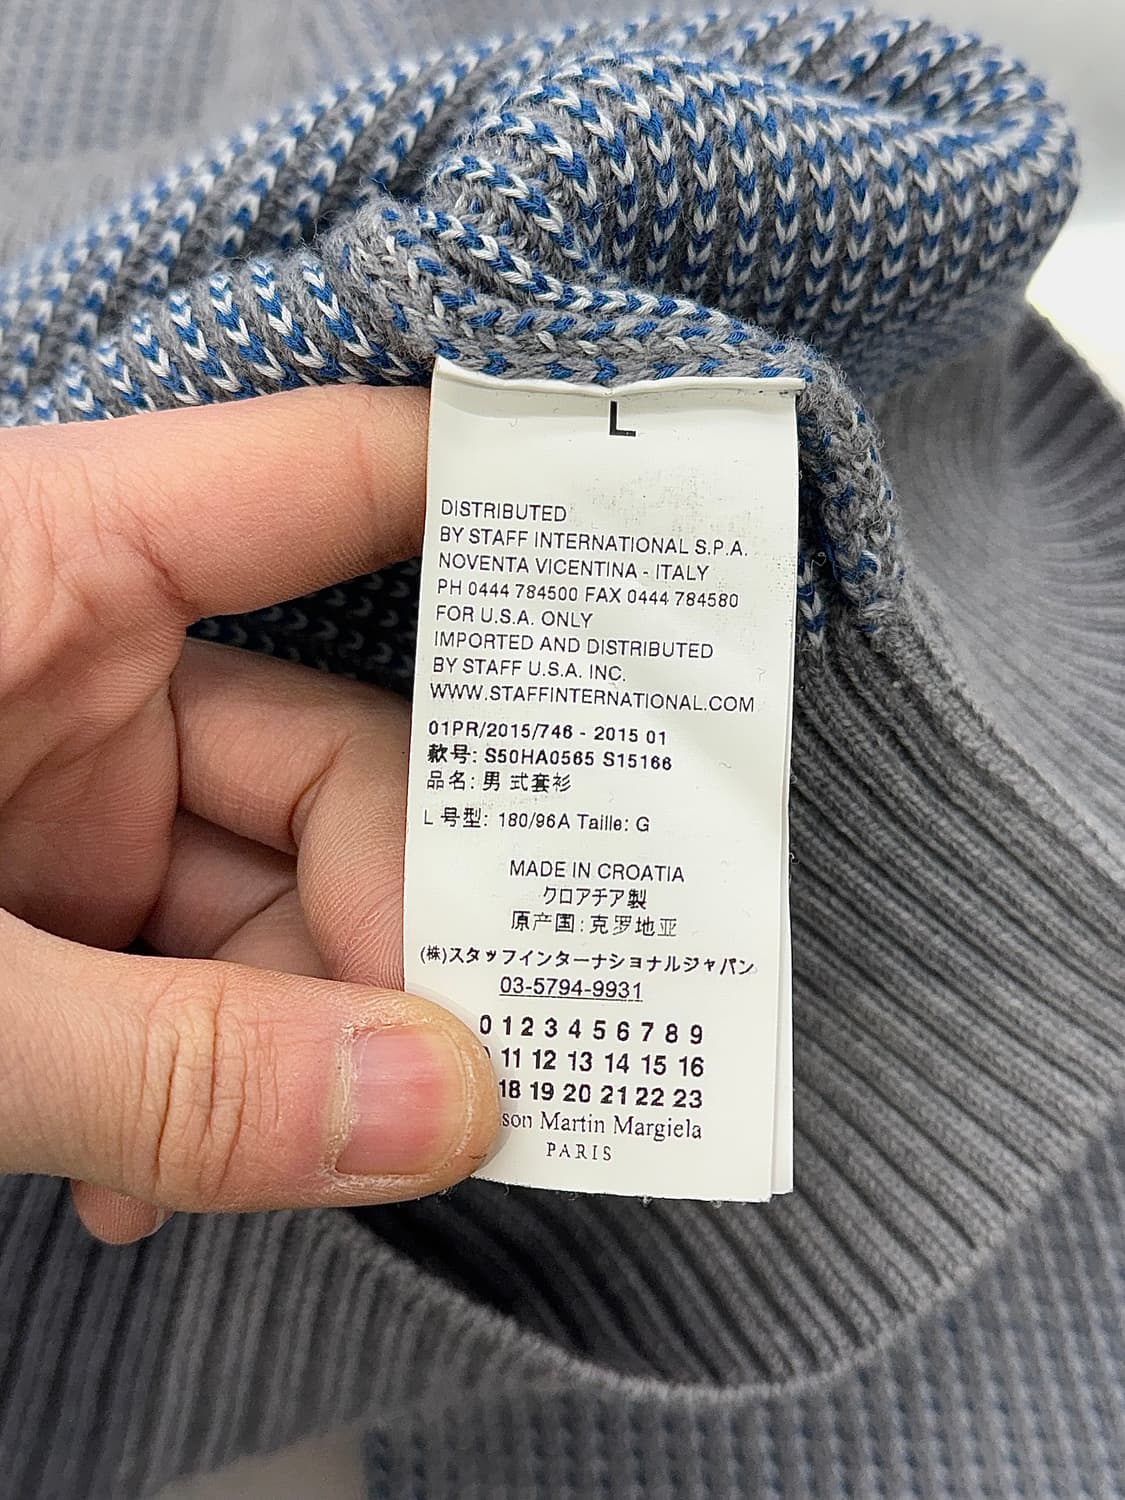 L
DISTRIBUTED
BY STAFF INTERNATIONAL S.P.A.
NOVENTA VICENTINA - ITALY
PH 0444 784500 FAX 0444 784580
FOR U.S.A. ONLY
IMPORTED AND DISTRIBUTED
BY STAFF U.S.A. INC.
WWW.STAFFINTERNATIONAL.COM
01PR/2015/746 - 2015 01
款号: S50HA0565 S15166
品名: 男 式套衫
L 号型: 180/96A Taille: G
MADE IN CROATIA
クロアチア製
原产国: 克罗地亚
(株)スタッフインターナショナルジャパン
03-5794-9931
0 1 2 3 4 5 6 7 8 9
11 12 13 14 15 16
18 19 20 21 22 23
Martin Margiela
PARIS